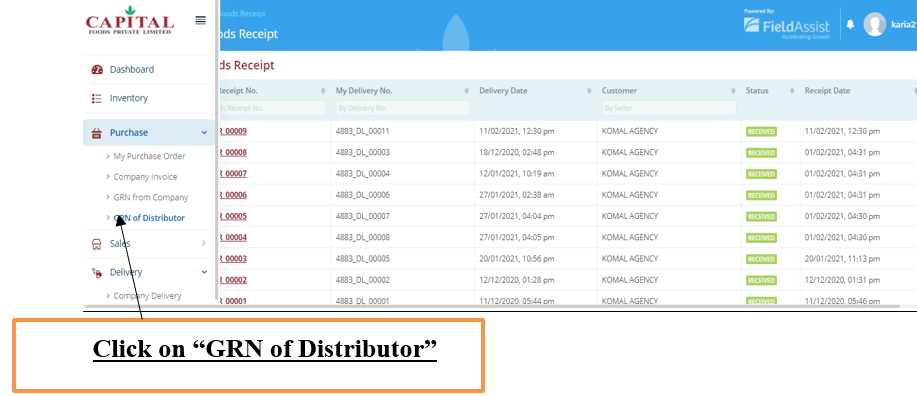 CAPITAL
FOODS PRIVATE LIMITED
oods Receipt
ods Receipt
Powered By:
FieldAssist
Accelerating Growth
karia2
Dashboard
Inventory
Purchase
My Purchase Order
Company Invoice
GRN from Company
GRN of Distributor
Sales
Delivery
Company Delivery
ds Receipt
Receipt No. My Delivery No. Delivery Date Customer Status Receipt Date
Receipt No. By Delivery No. By Seller
R_00009 4883_DL_00011 11/02/2021, 12:30 pm KOMAL AGENCY RECEIVED 11/02/2021, 12:30 pm
R_00008 4883_DL_00003 18/12/2020, 02:48 pm KOMAL AGENCY RECEIVED 01/02/2021, 04:31 pm
R_00007 4883_DL_00004 12/01/2021, 10:19 am KOMAL AGENCY RECEIVED 01/02/2021, 04:31 pm
R_00006 4883_DL_00006 27/01/2021, 02:38 am KOMAL AGENCY RECEIVED 01/02/2021, 04:31 pm
R_00005 4883_DL_00007 27/01/2021, 04:04 pm KOMAL AGENCY RECEIVED 01/02/2021, 04:30 pm
R_00004 4883_DL_00008 27/01/2021, 04:05 pm KOMAL AGENCY RECEIVED 01/02/2021, 04:30 pm
R_00003 4883_DL_00005 20/01/2021, 10:56 pm KOMAL AGENCY RECEIVED 20/01/2021, 11:13 pm
R_00002 4883_DL_00002 12/12/2020, 01:28 pm KOMAL AGENCY RECEIVED 12/12/2020, 01:31 pm
R_00001 4883_DL_00001 11/12/2020, 05:44 pm KOMAL AGENCY RECEIVED 11/12/2020, 05:46 pm
Click on “GRN of Distributor”